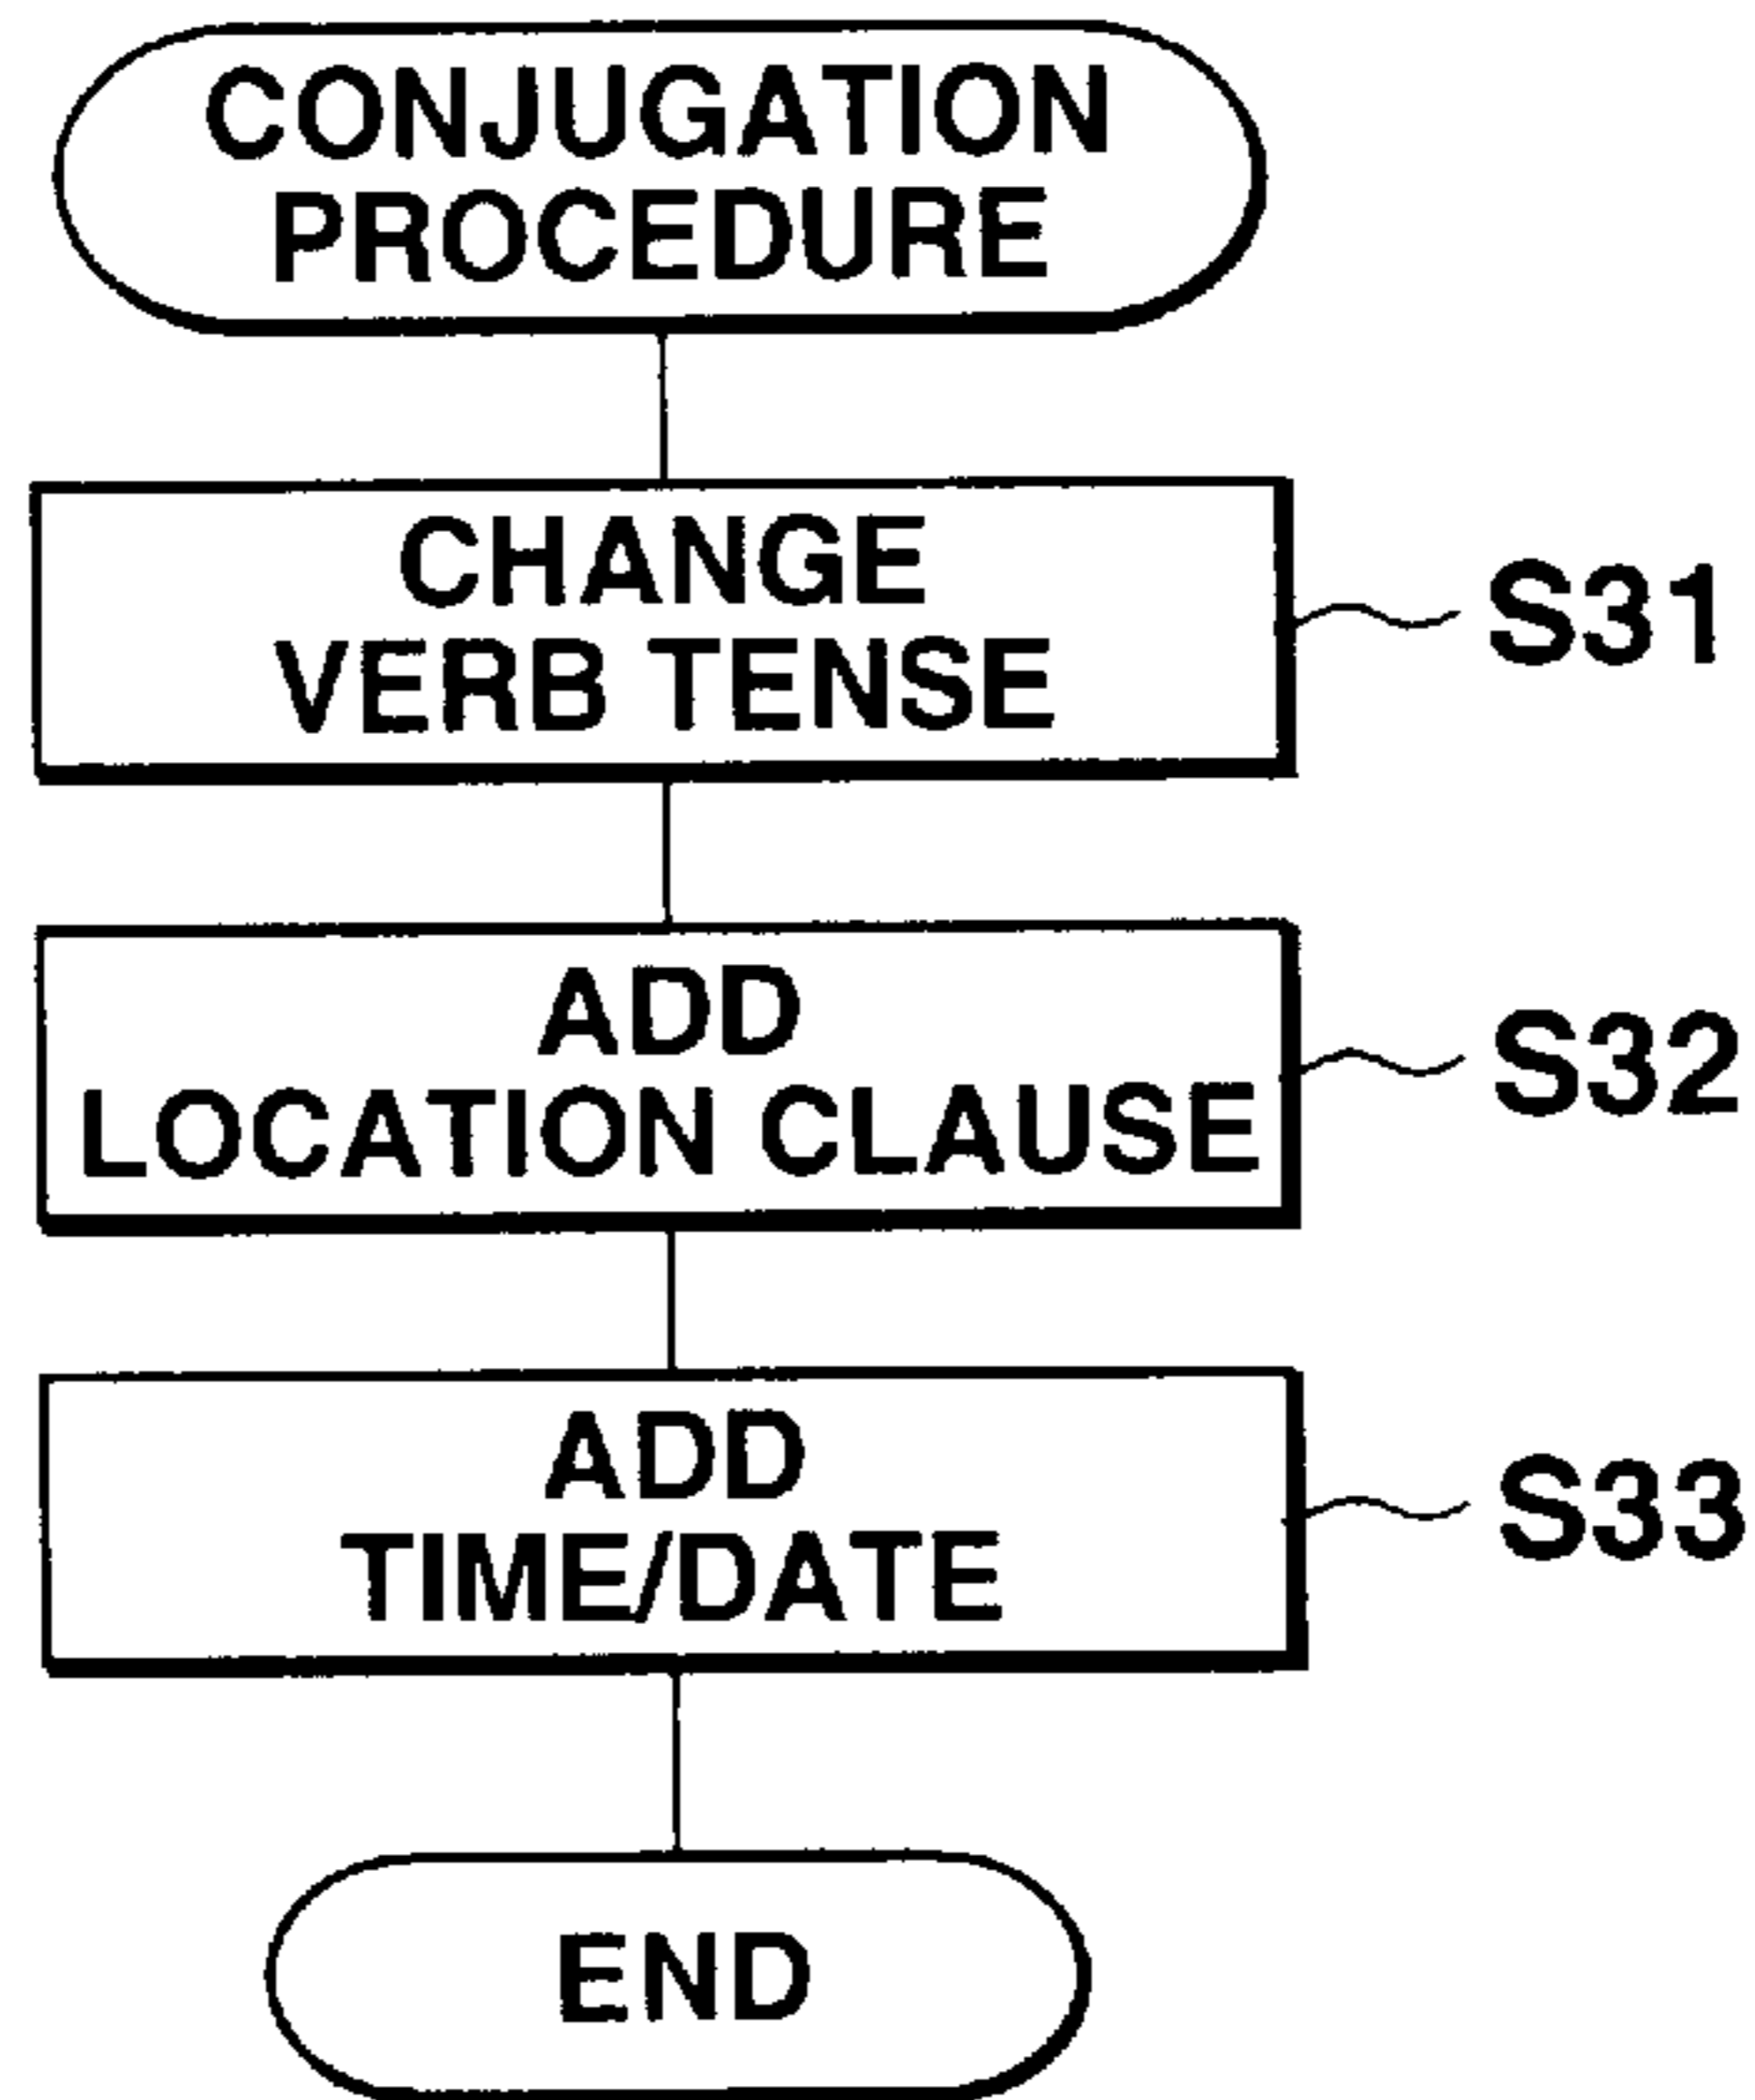 CONJUGATION
PROCEDURE
CHANGE
VERB TENSE
S31
ADD
LOCATION CLAUSE
S32
ADD
TIME/DATE
S33
END